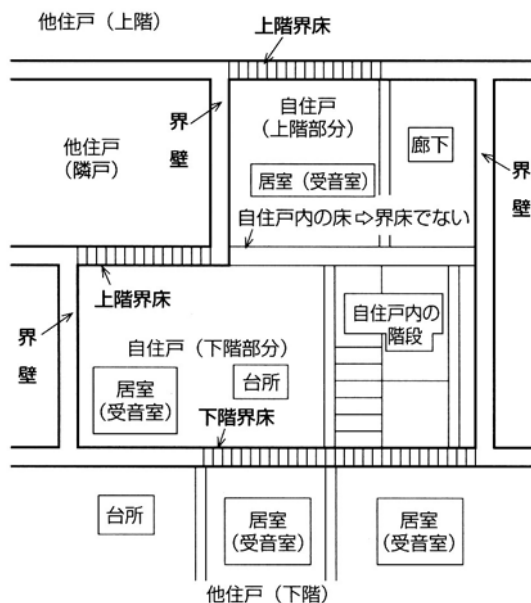 他住戸（上階）
上階界床
界壁
他住戸
（隣戸）
自住戸
（上階部分）
廊下
居室（受音室）
界壁
自住戸内の床⇨界床でない
上階界床
界壁
自住戸（下階部分）
自住戸内の
階段
居室
（受音室）
台所
下階界床
台所
居室
（受音室）
居室
（受音室）
他住戸（下階）